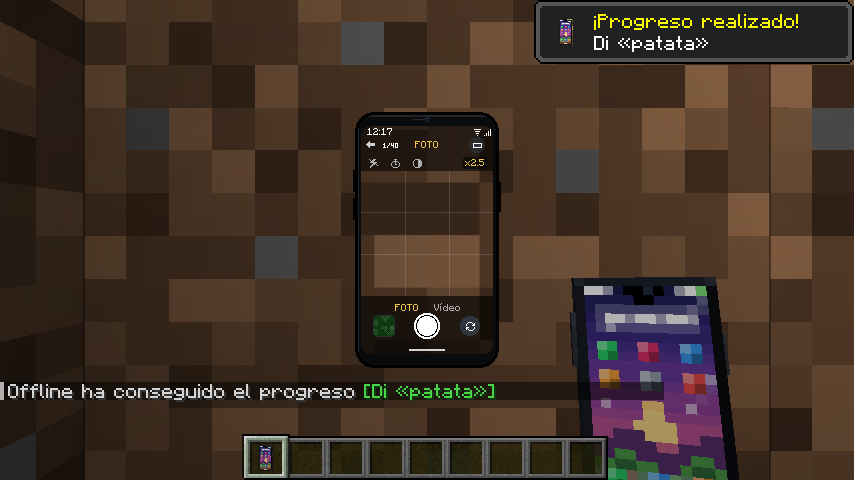 ¡Progreso realizado!
Di «patata»
12:17
1/40 FOTO
x2.5
FOTO Vídeo
Offline ha conseguido el progreso [Di «patata»]